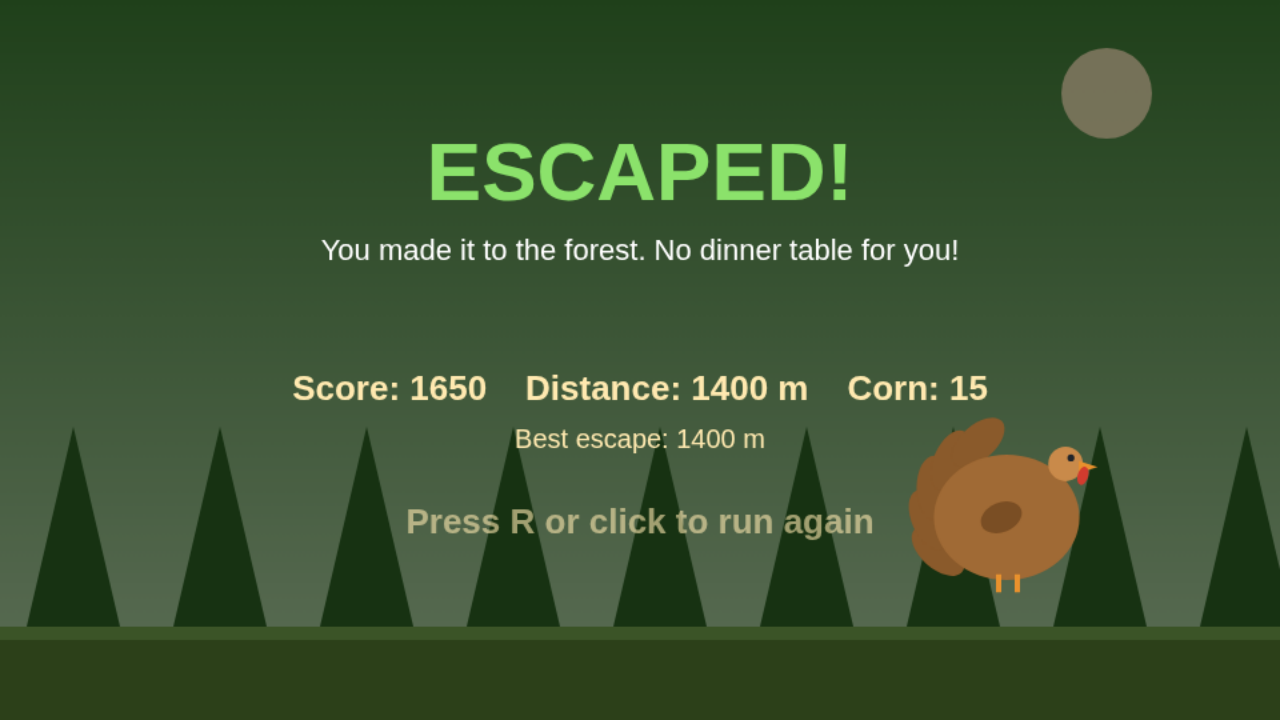 ESCAPED!
You made it to the forest. No dinner table for you!
Score: 1650 Distance: 1400 m Corn: 15
Best escape: 1400 m
Press R or click to run again